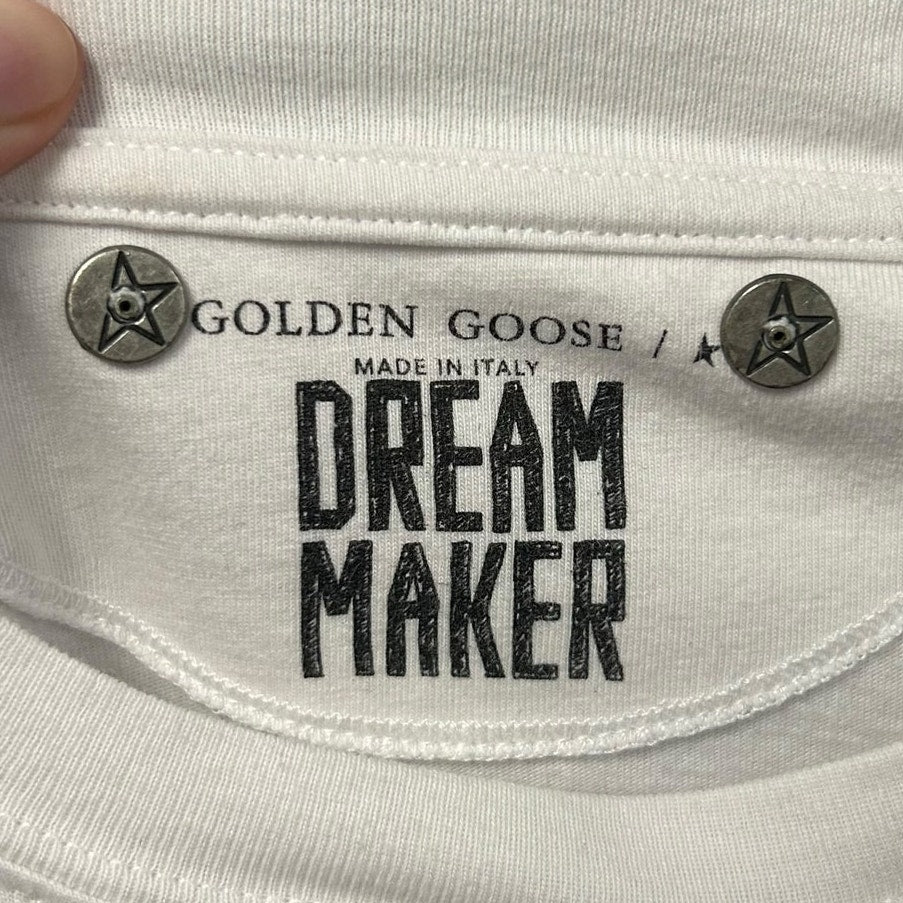 GOLDEN GOOSE / ★
MADE IN ITALY
DREAM
MAKER